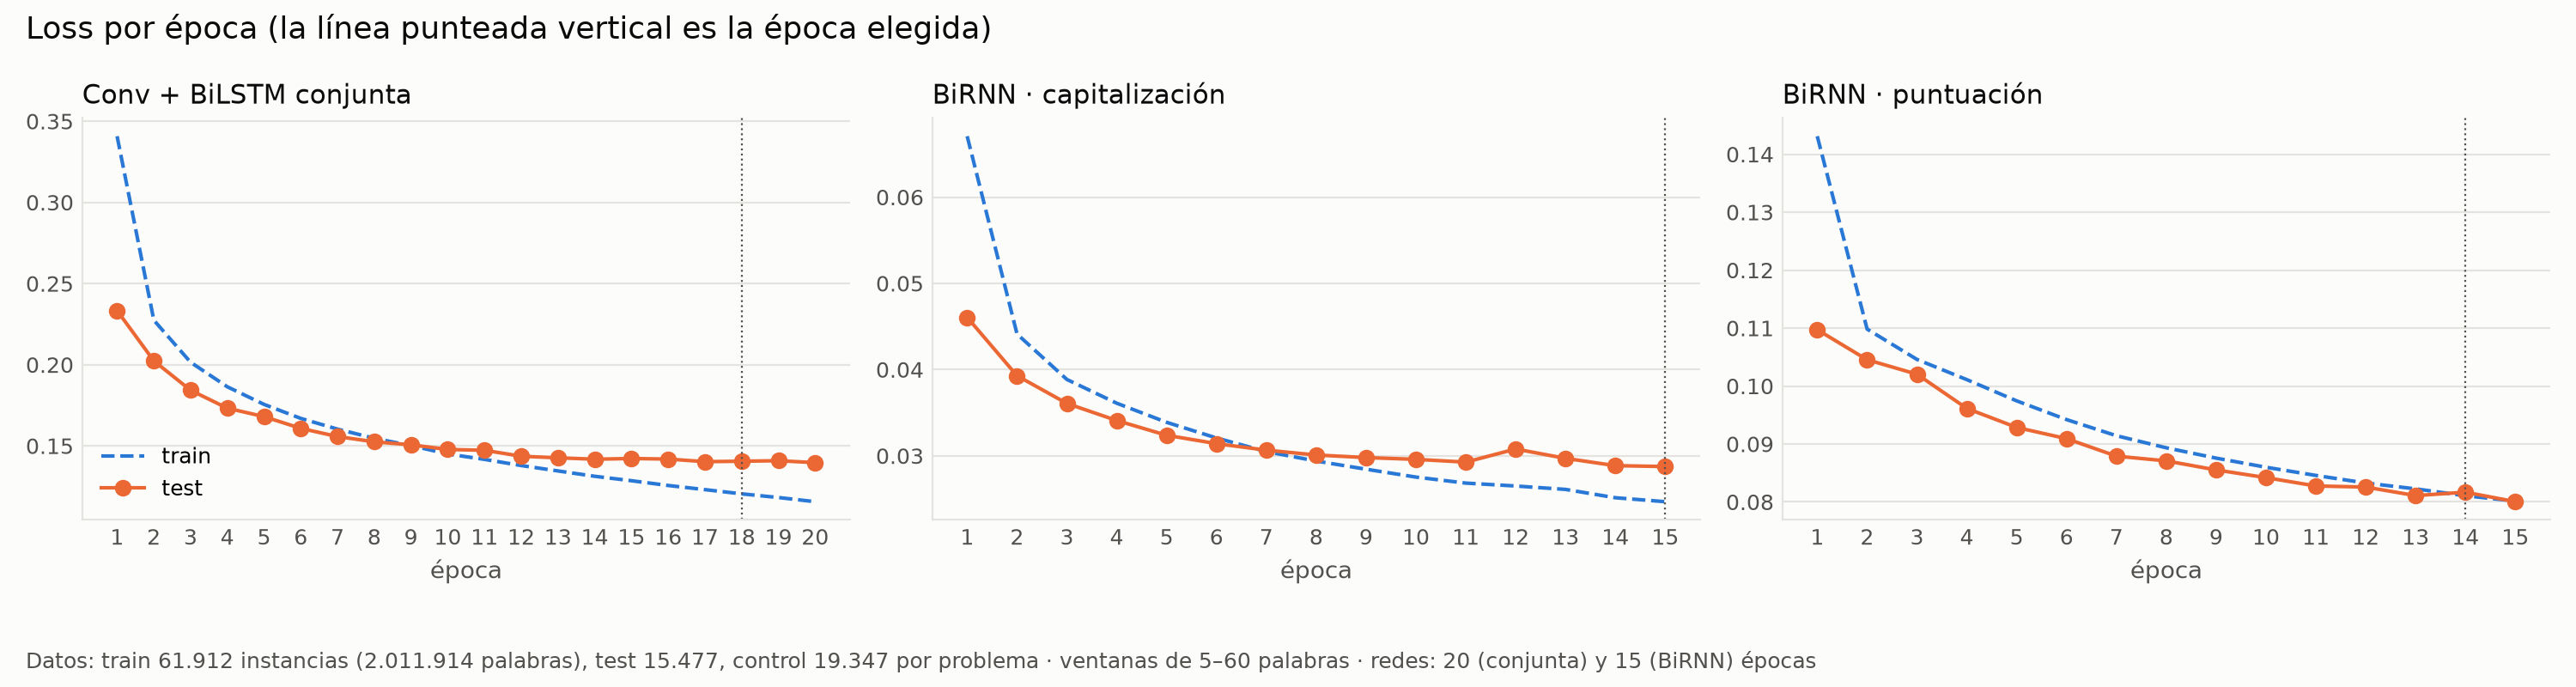 Loss por época (la línea punteada vertical es la época elegida)
Conv + BiLSTM conjunta
0.35
0.30
0.25
0.20
0.15
train
test
1 2 3 4 5 6 7 8 9 10 11 12 13 14 15 16 17 18 19 20
época
BiRNN · capitalización
0.06
0.05
0.04
0.03
1 2 3 4 5 6 7 8 9 10 11 12 13 14 15
época
BiRNN · puntuación
0.14
0.13
0.12
0.11
0.10
0.09
0.08
1 2 3 4 5 6 7 8 9 10 11 12 13 14 15
época
Datos: train 61.912 instancias (2.011.914 palabras), test 15.477, control 19.347 por problema · ventanas de 5–60 palabras · redes: 20 (conjunta) y 15 (BiRNN) épocas